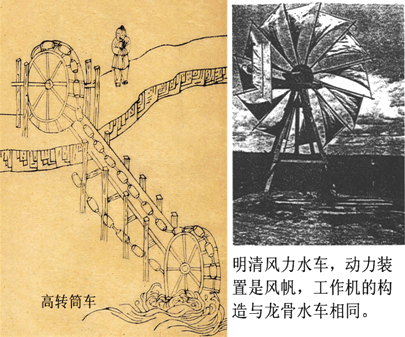 高转筒车
明清风力水车，动力装
置是风帆，工作机的构
造与龙骨水车相同。